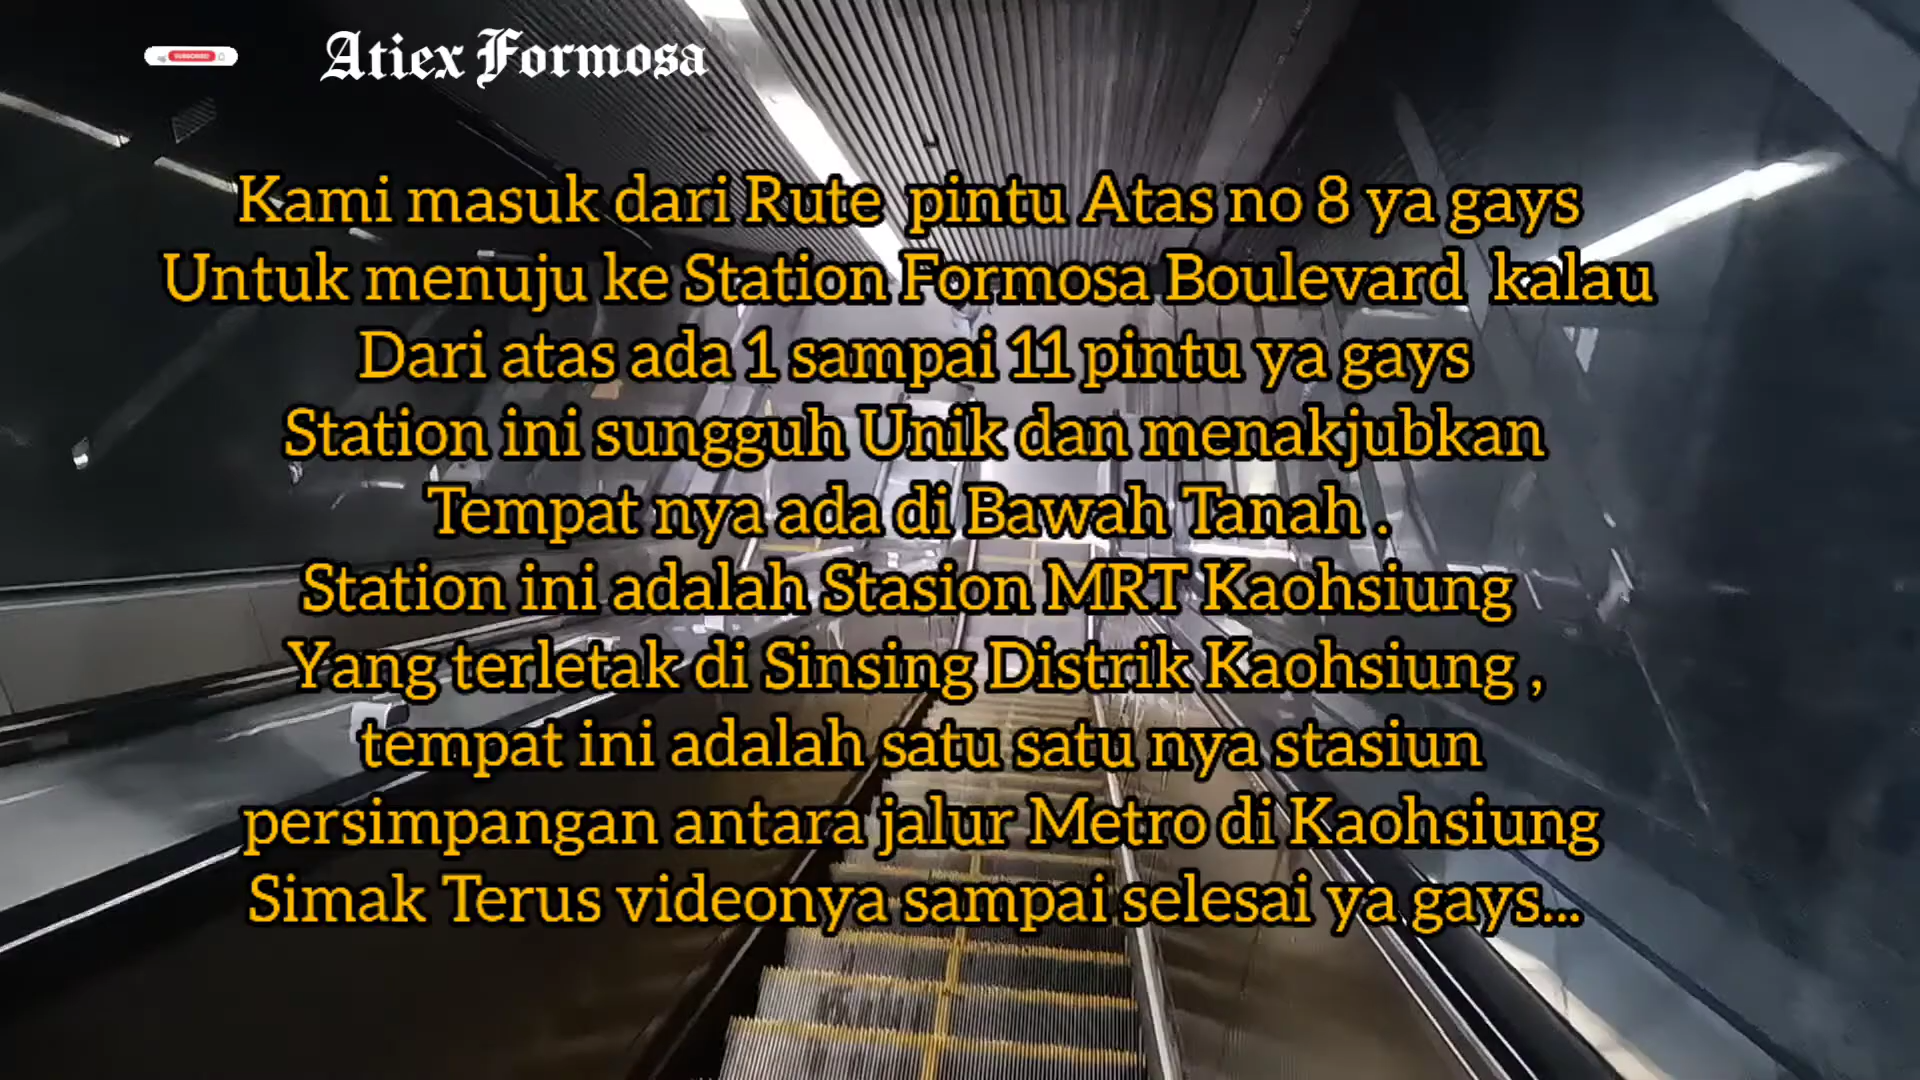 SUBSCRIBED
Atiex Formosa
Kami masuk dari Rute pintu Atas no 8 ya gays
Untuk menuju ke Station Formosa Boulevard kalau
Dari atas ada 1 sampai 11 pintu ya gays
Station ini sungguh Unik dan menakjubkan
Tempat nya ada di Bawah Tanah .
Station ini adalah Stasion MRT Kaohsiung
Yang terletak di Sinsing Distrik Kaohsiung ,
tempat ini adalah satu satu nya stasiun
persimpangan antara jalur Metro di Kaohsiung
Simak Terus videonya sampai selesai ya gays...